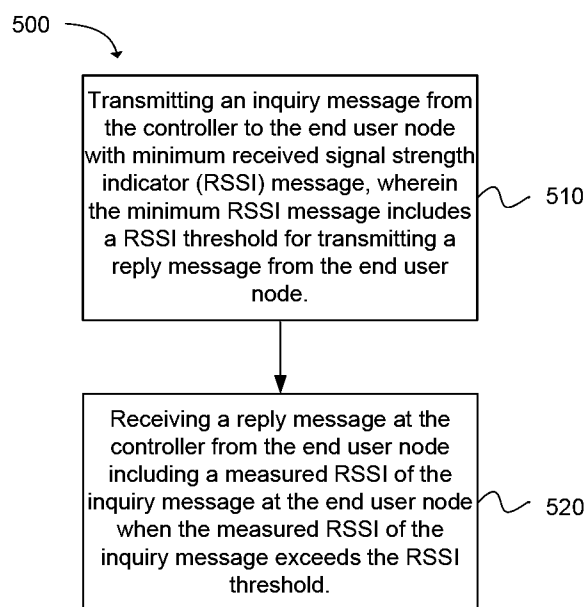 500
Transmitting an inquiry message from
the controller to the end user node
with minimum received signal strength
indicator (RSSI) message, wherein
the minimum RSSI message includes
a RSSI threshold for transmitting a
reply message from the end user
node.
510
Receiving a reply message at the
controller from the end user node
including a measured RSSI of the
inquiry message at the end user node
when the measured RSSI of the
inquiry message exceeds the RSSI
threshold.
520